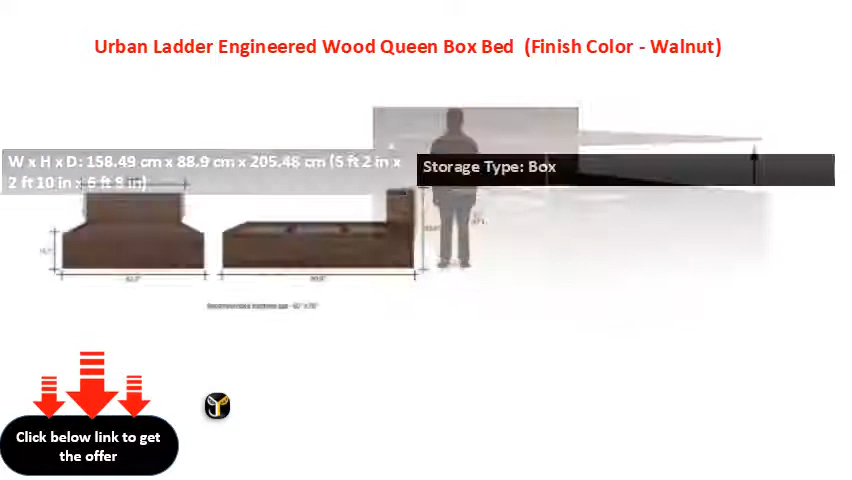 Urban Ladder Engineered Wood Queen Box Bed (Finish Color - Walnut)
W x H x D: 158.49 cm x 88.9 cm x 205.46 cm (5 ft 2 in x
2 ft 10 in x 6 ft 8 in)
Storage Type: Box
Click below link to get
the offer